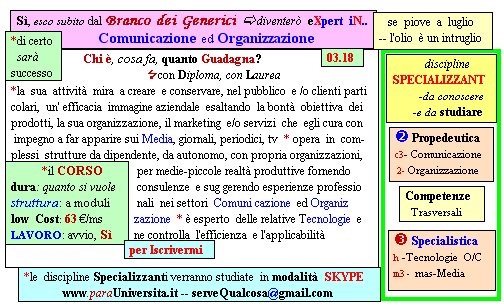 Sì, esco subito dal Branco dei Generici ➪diventerò eXpert iN..
Comunicazione ed Organizzazione
se piove a luglio
-- l'olio è un intruglio
*di certo
sarà
successo
Chi è, cosa fa, quanto Guadagna?
con Diploma, con Laurea
03.18
*la sua attività mira a creare e conservare, nel pubblico e /o clienti parti
colari, un' efficacia immagine aziendale esaltando la bontà obiettiva dei
prodotti, la sua organizzazione, il marketing e/o servizi che egli cura con
impegno a far apparire sui Media, giornali, periodici, tv * opera in com-
plessi strutture da dipendente, da autonomo, con propria organizzazioni,
per medie-piccole realtà produttive fornendo
consulenze e suggerendo esperienze professio
nali nei settori Comunicazione ed Organiz
zazione * è esperto delle relative Tecnologie e
ne controlla l'efficienza e l'applicabilità
*il CORSO
dura: quanto si vuole
struttura: a moduli
low Cost: 63 €/ms
LAVORO: avvio, Sì
per Iscrivermi
*le discipline Specializzanti verranno studiate in modalità SKYPE
www.paraUniversita.it -- serveQualcosa@gmail.com
discipline
SPECIALIZZANT
-da conoscere
-e da studiare
❷ Propedeutica
c3- Comunicazione
2- Organizzazione
Competenze
Trasversali
❸ Specialistica
h -Tecnologie O/C
m3 - mas-Media